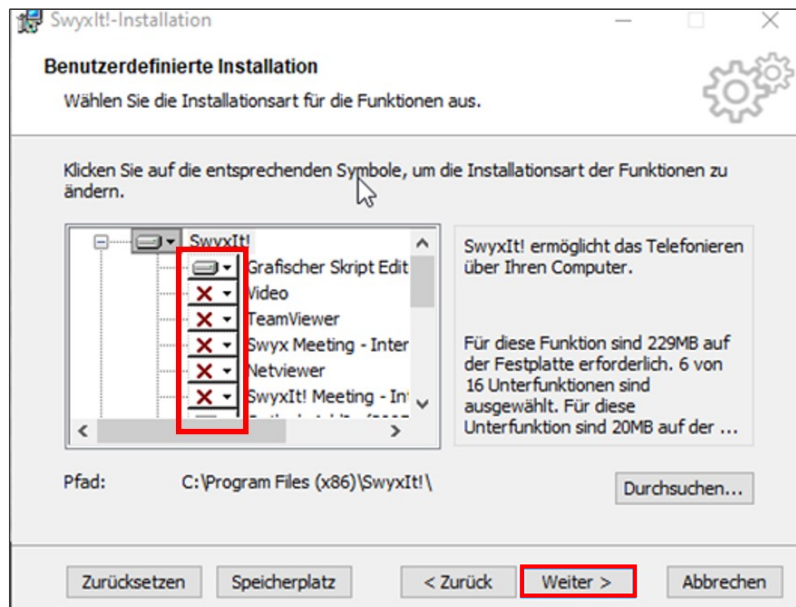 SwyxIt!-Installation
Benutzerdefinierte Installation
Wählen Sie die Installationsart für die Funktionen aus.
Klicken Sie auf die entsprechenden Symbole, um die Installationsart der Funktionen zu
ändern.
SwyxIt!
Grafischer Skript Edit
Video
TeamViewer
Swyx Meeting - Inter
Netviewer
SwyxIt! Meeting - In
SwyxIt! ermöglicht das Telefonieren
über Ihren Computer.
Für diese Funktion sind 229MB auf
der Festplatte erforderlich. 6 von
16 Unterfunktionen sind
ausgewählt. Für diese
Unterfunktion sind 20MB auf der ...
Pfad: C:\Program Files (x86)\SwyxIt!\
Durchsuchen...
Zurücksetzen Speicherplatz < Zurück Weiter > Abbrechen